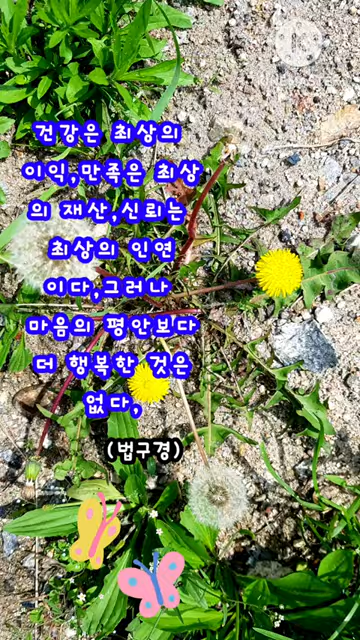 건강은 최상의
이익,만족은 최상
의 재산,신뢰는
최상의 인연
이다,그러나
마음의 평안보다
더 행복한 것은
없다,
(법구경)